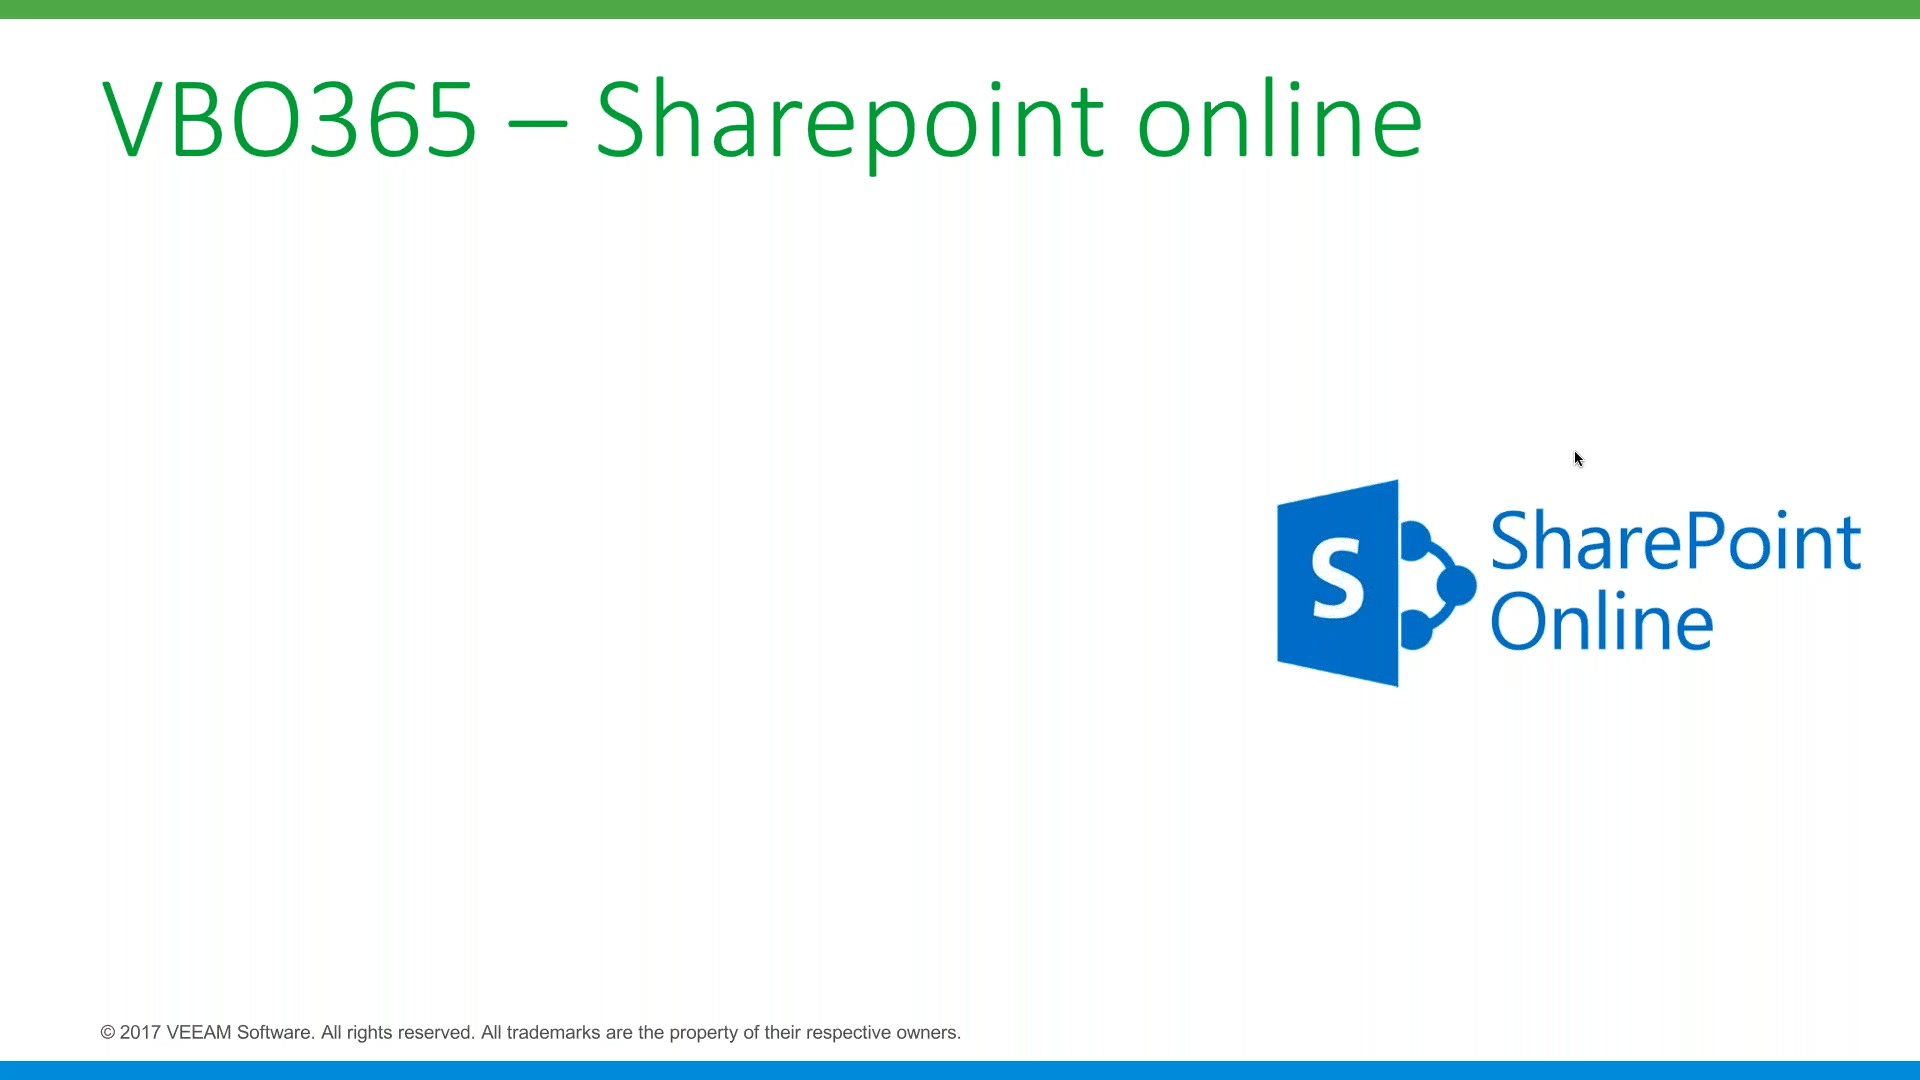 VBO365 – Sharepoint online
S
SharePoint
Online
© 2017 VEEAM Software. All rights reserved. All trademarks are the property of their respective owners.